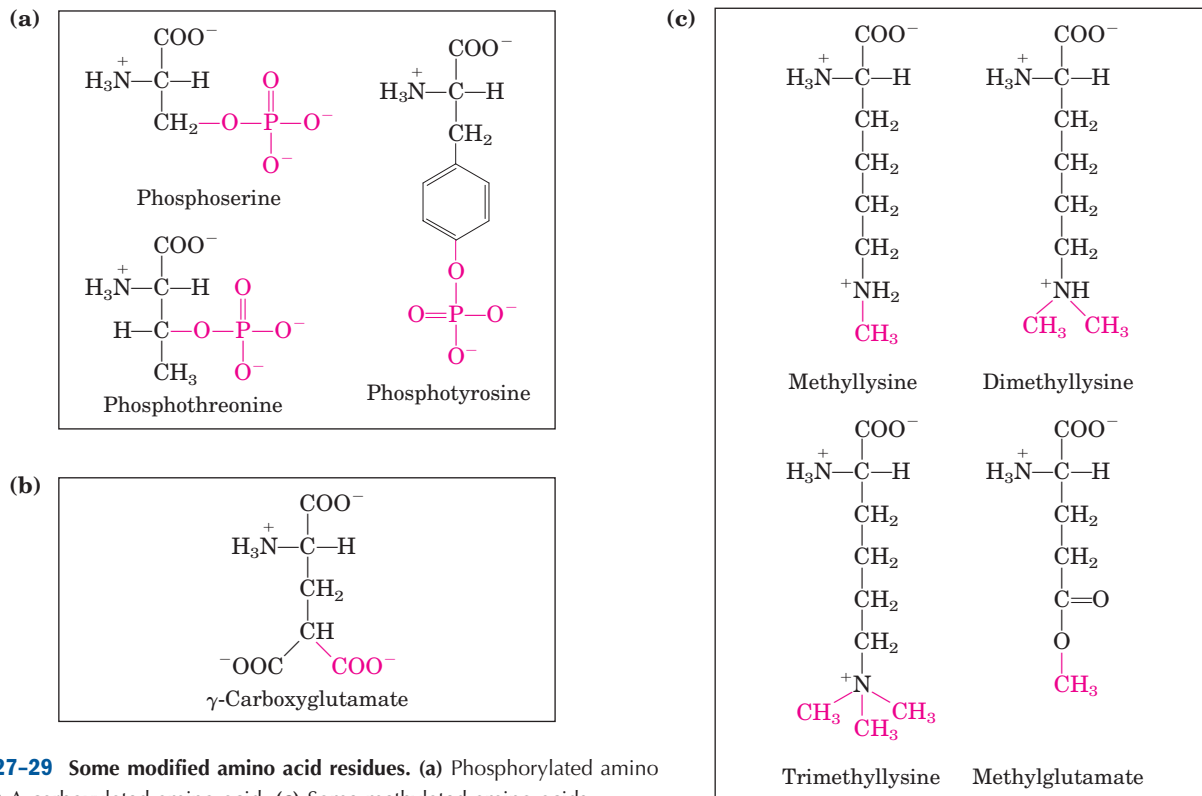 (a)
COO⁻
H₃N⁺—C—H
CH₂—O—P—O⁻
O
O⁻
Phosphoserine
COO⁻
H₃N⁺—C—H
H—C—O—P—O⁻
O
O⁻
CH₃
Phosphothreonine
COO⁻
H₃N⁺—C—H
CH₂
O
O=P—O⁻
O⁻
Phosphotyrosine
(b)
COO⁻
H₃N⁺—C—H
CH₂
CH
⁻OOC COO⁻
γ-Carboxyglutamate
(c)
COO⁻
H₃N⁺—C—H
CH₂
CH₂
CH₂
CH₂
⁺NH₂
CH₃
Methyllysine
COO⁻
H₃N⁺—C—H
CH₂
CH₂
CH₂
CH₂
⁺NH
CH₃ CH₃
Dimethyllysine
COO⁻
H₃N⁺—C—H
CH₂
CH₂
CH₂
CH₂
⁺N
CH₃ CH₃ CH₃
Trimethyllysine
COO⁻
H₃N⁺—C—H
CH₂
CH₂
C=O
O
CH₃
Methylglutamate
27–29 Some modified amino acid residues. (a) Phosphorylated amino